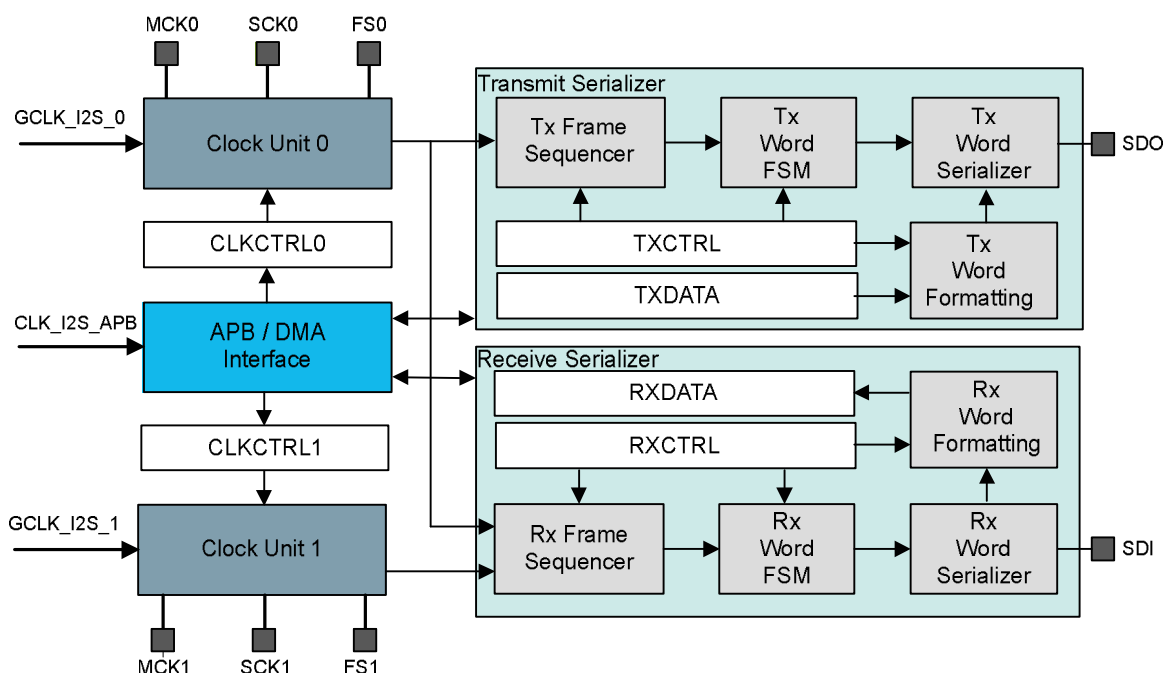 MCK0
SCK0
FS0
GCLK_I2S_0
Clock Unit 0
CLKCTRL0
CLK_I2S_APB
APB / DMA
Interface
CLKCTRL1
GCLK_I2S_1
Clock Unit 1
MCK1
SCK1
FS1
Transmit Serializer
Tx Frame
Sequencer
Tx
Word
FSM
Tx
Word
Serializer
SDO
TXCTRL
TXDATA
Tx
Word
Formatting
Receive Serializer
RXDATA
RXCTRL
Rx
Word
Formatting
Rx Frame
Sequencer
Rx
Word
FSM
Rx
Word
Serializer
SDI